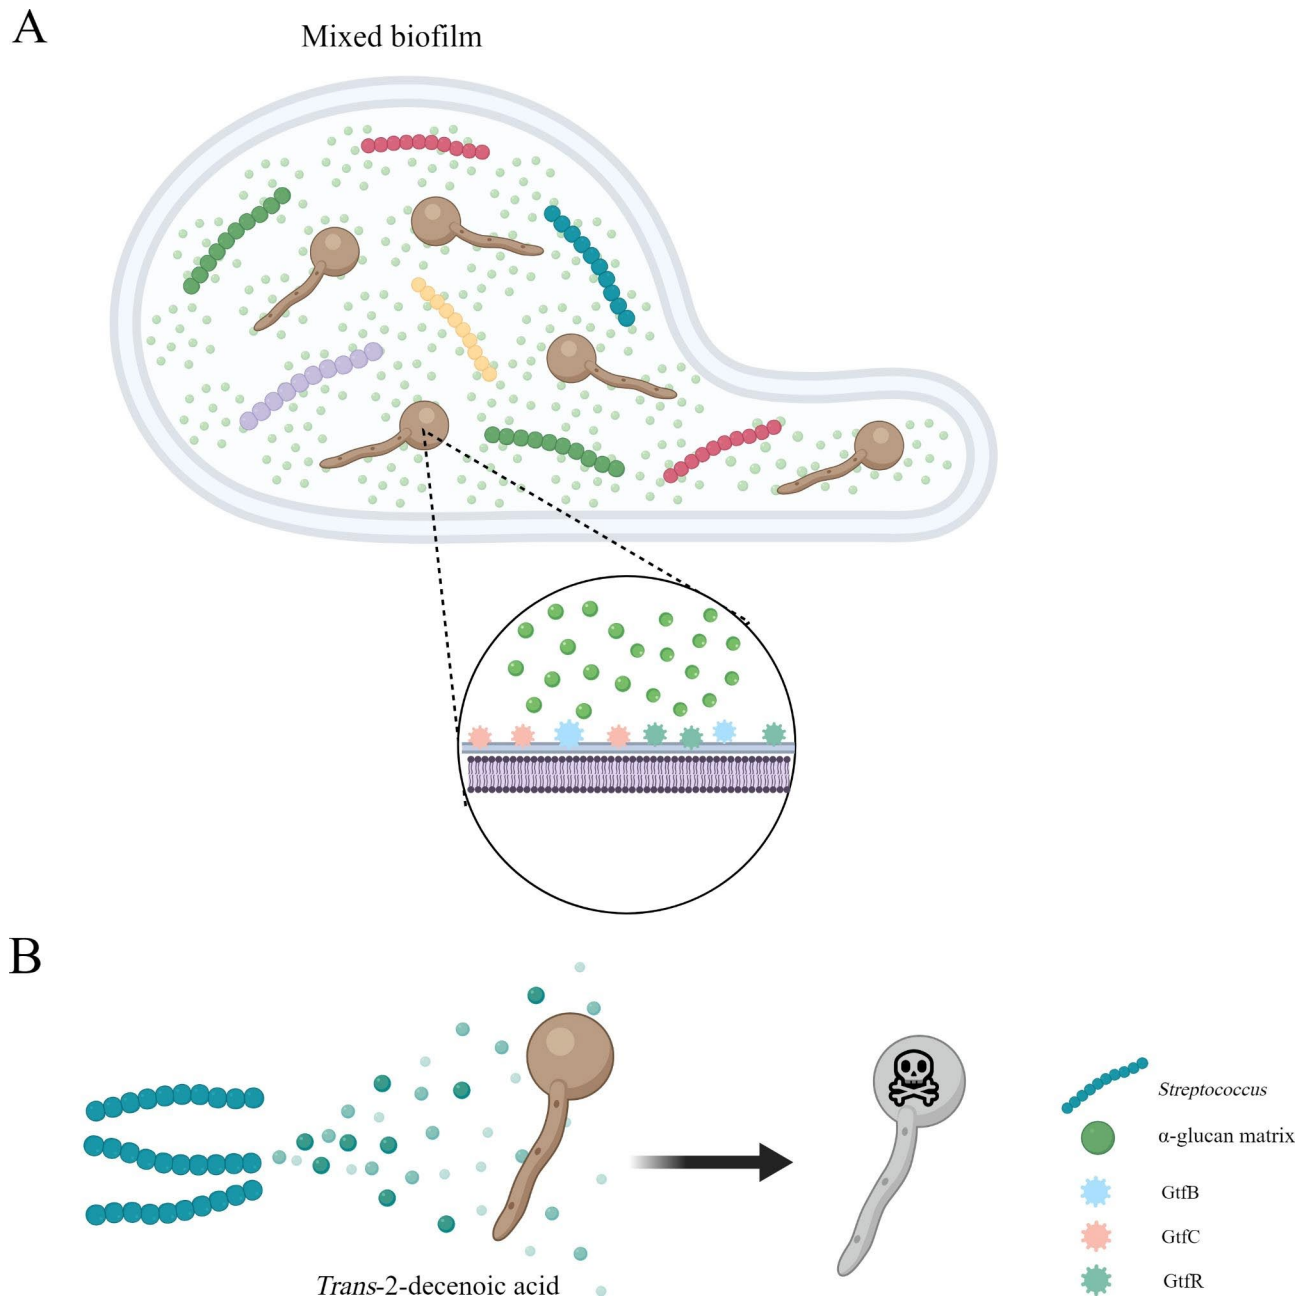 A
Mixed biofilm
B
Trans-2-decenoic acid
Streptococcus
α-glucan matrix
GtfB
GtfC
GtfR